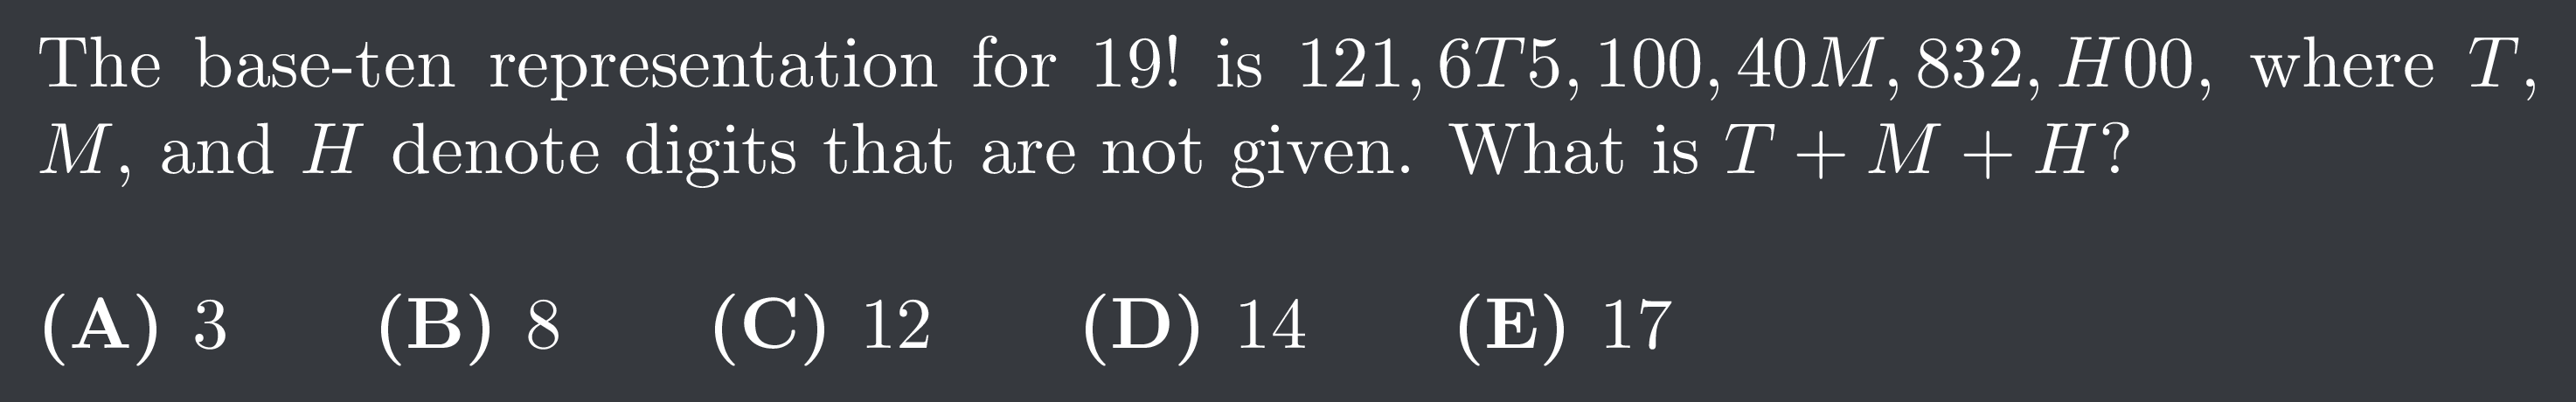 The base-ten representation for 19! is 121, 6T5, 100, 40M, 832, H00, where T,
M, and H denote digits that are not given. What is T + M + H?
(A) 3 (B) 8 (C) 12 (D) 14 (E) 17